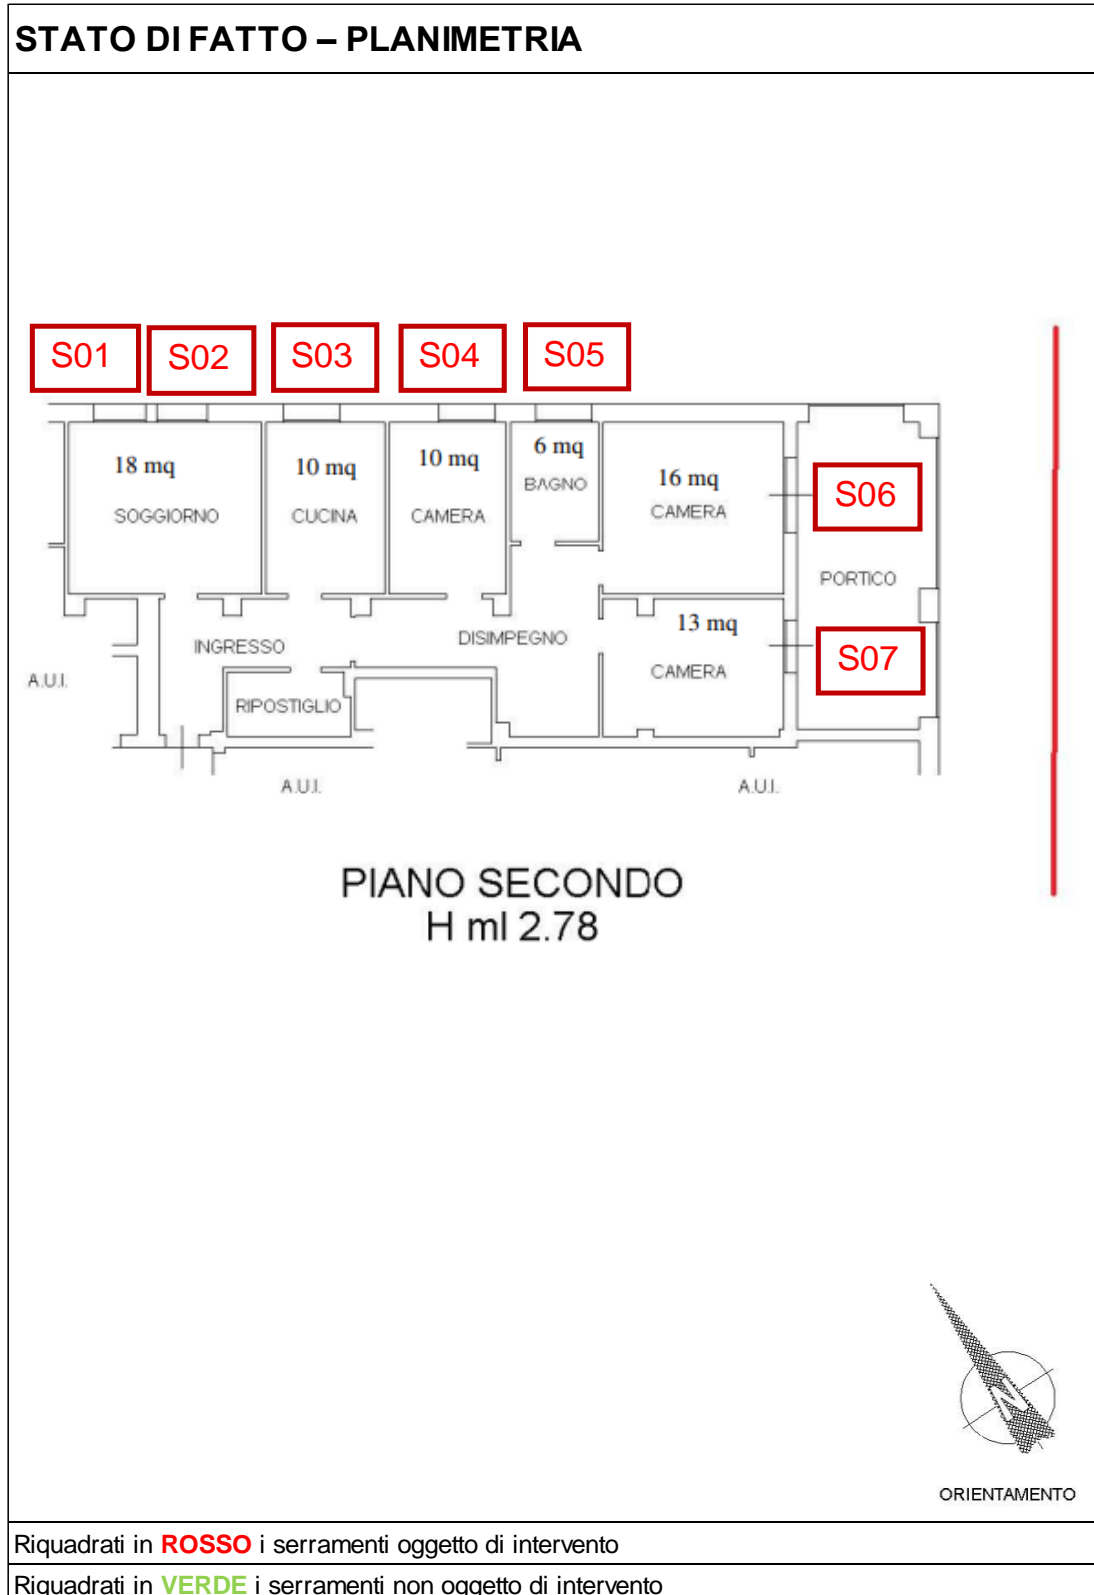 STATO DI FATTO – PLANIMETRIA
S01 S02 S03 S04 S05
18 mq 10 mq 10 mq 6 mq 16 mq S06
SOGGIORNO CUCINA CAMERA BAGNO CAMERA
PORTICO
13 mq
INGRESSO DISIMPEGNO S07
A.U.I. CAMERA
RIPOSTIGLIO
A.U.I. A.U.I.
PIANO SECONDO
H ml 2.78
N
ORIENTAMENTO
Riquadrati in ROSSO i serramenti oggetto di intervento
Riquadrati in VERDE i serramenti non oggetto di intervento